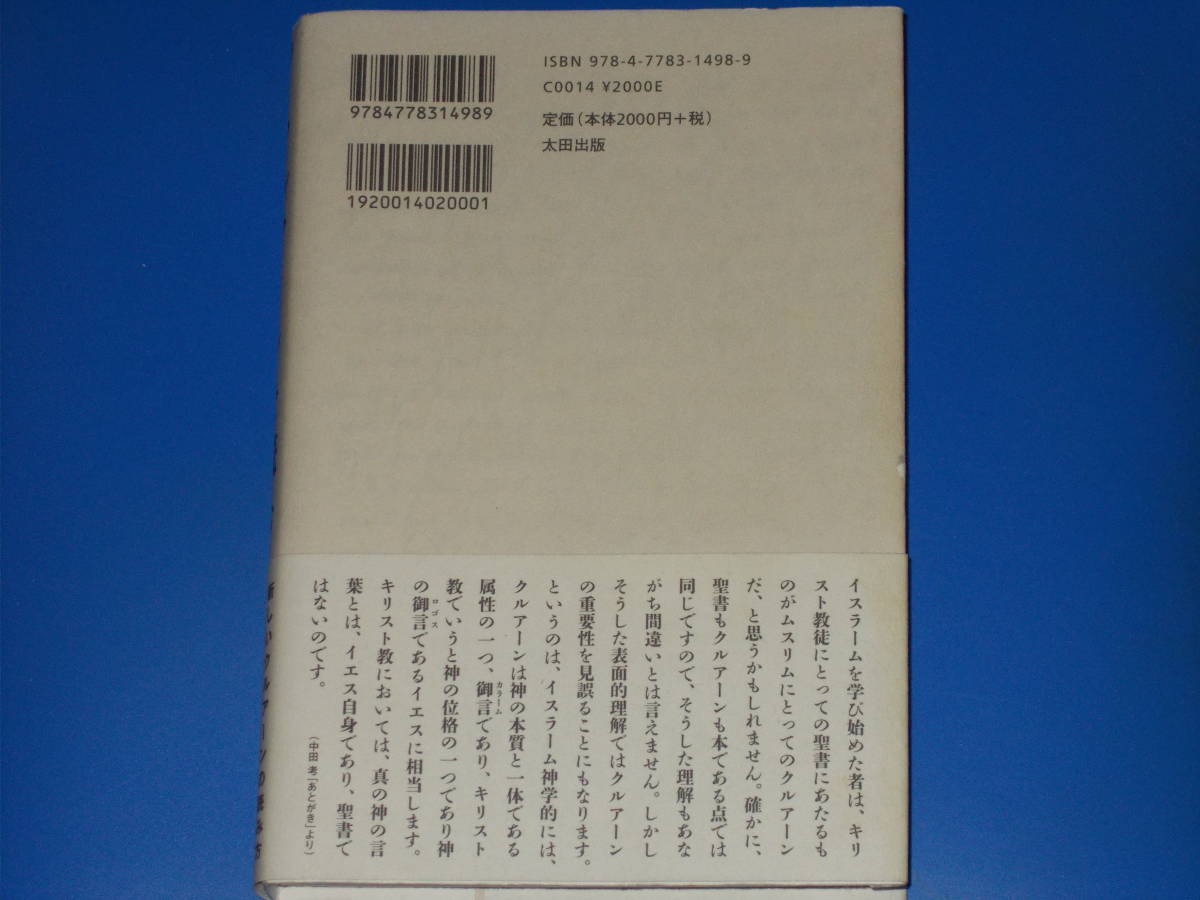 ISBN 978-4-7783-1498-9
C0014 ¥2000E
定価(本体2000円+税)
太田出版
9784778314989
1920014020001
イスラームを学び始めた者は、キリ
スト教徒にとっての聖書にあたるも
のがムスリムにとってのクルアーン
だ、と思うかもしれません。確かに、
聖書もクルアーンも本である点では
同じですので、そうした理解もあな
がち間違いとは言えません。しかし
そうした表面的理解ではクルアーン
の重要性を見誤ることにもなります。
というのは、イスラーム神学的には、
クルアーンは神の本質と一体である
属性の一つ、御言カラームであり、キリスト
教でいうと神の位格の一つであり神
の御言ロゴスであるイエスに相当します。
キリスト教においては、真の神の言
葉とは、イエス自身であり、聖書で
はないのです。
(中田 考「あとがき」より)